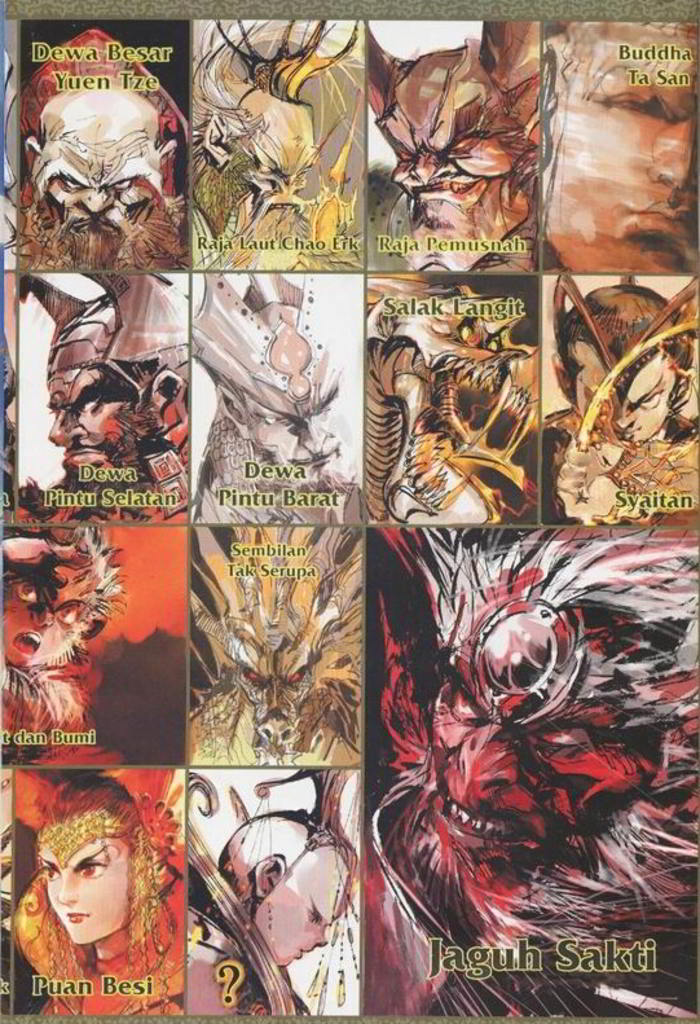 Dewa Besar
Yuen Tze
Raja Laut Chao Erk
Raja Pemusnah
Buddha
Ta San
Dewa
Pintu Selatan
Dewa
Pintu Barat
Salak Langit
Syaitan
t dan Bumi
Sembilan
Tak Serupa
Puan Besi
?
Jaguh Sakti